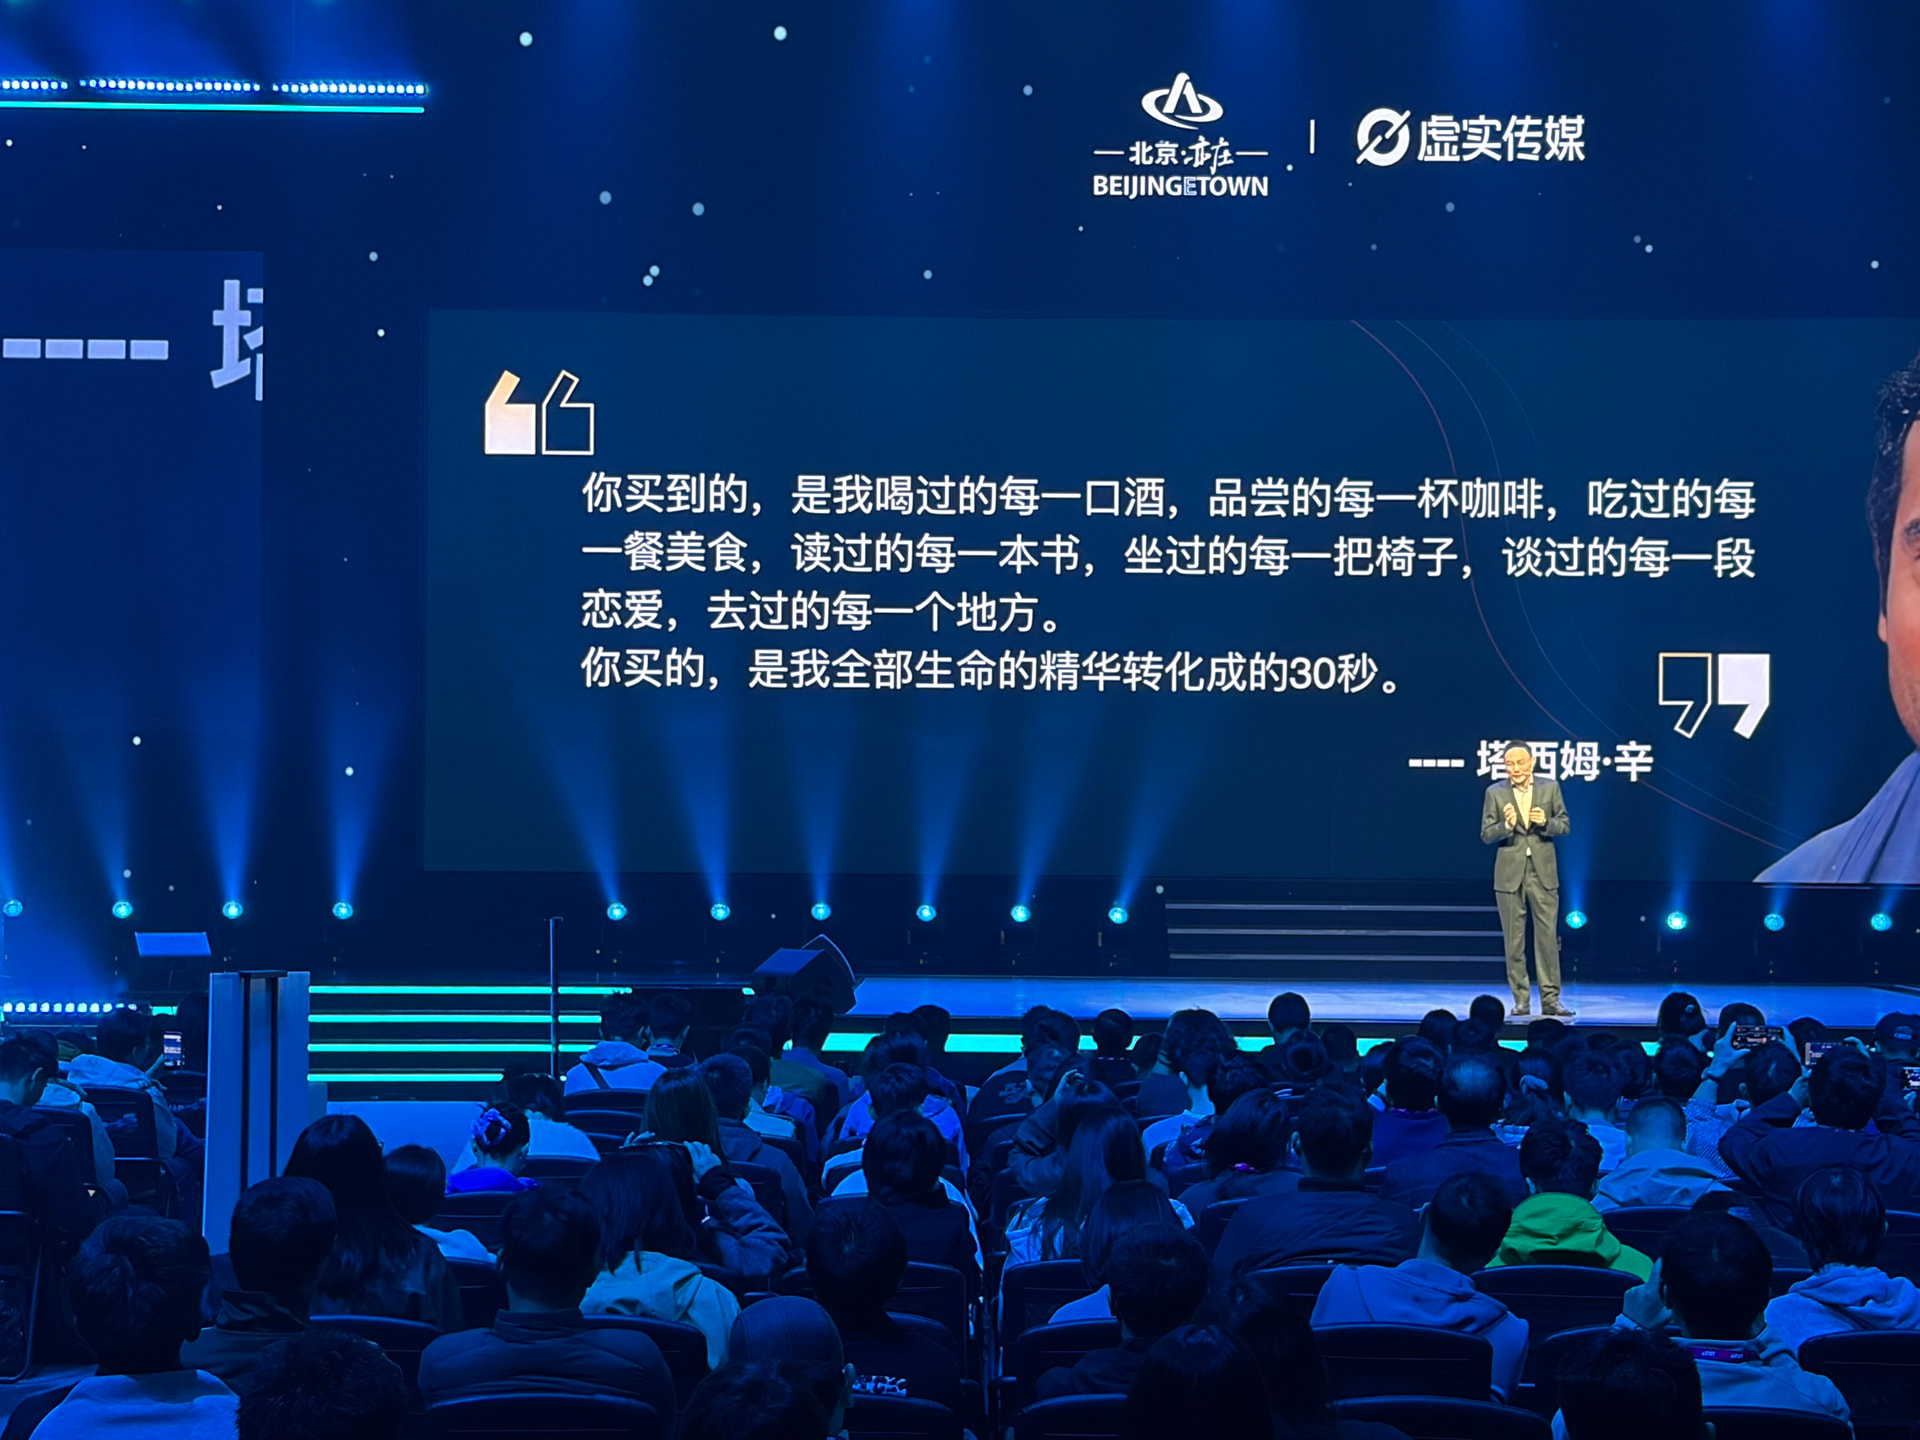 北京·亦庄
BEIJINGETOWN
虚实传媒
你买到的，是我喝过的每一口酒，品尝的每一杯咖啡，吃过的每
一餐美食，读过的每一本书，坐过的每一把椅子，谈过的每一段
恋爱，去过的每一个地方。
你买的，是我全部生命的精华转化成的30秒。
---- 塔西姆·辛
---- 塔